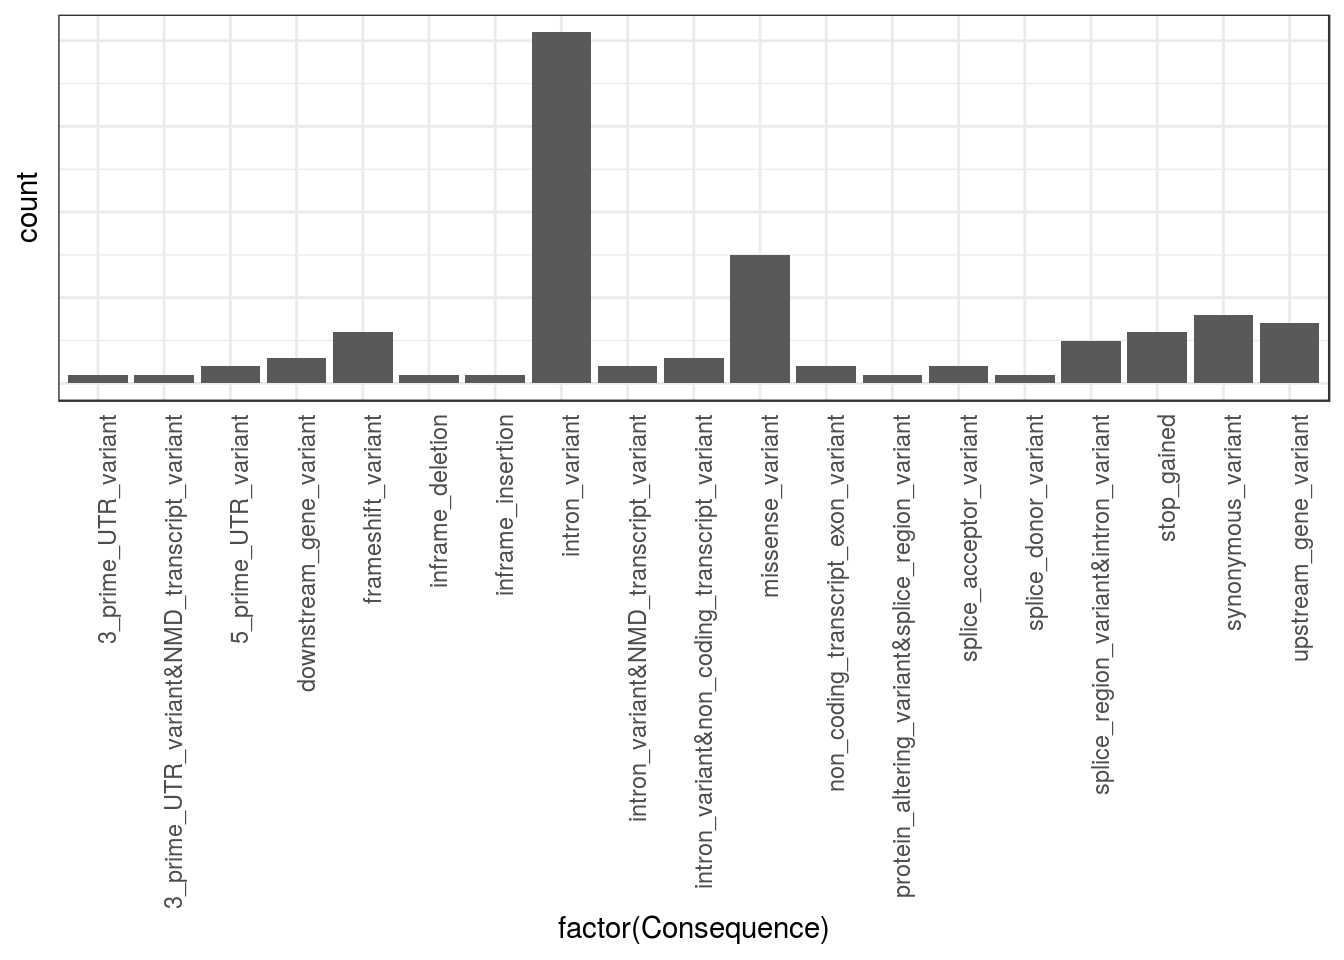 count
3_prime_UTR_variant
3_prime_UTR_variant&NMD_transcript_variant
5_prime_UTR_variant
downstream_gene_variant
frameshift_variant
inframe_deletion
inframe_insertion
intron_variant
intron_variant&NMD_transcript_variant
intron_variant&non_coding_transcript_variant
missense_variant
non_coding_transcript_exon_variant
protein_altering_variant&splice_region_variant
splice_acceptor_variant
splice_donor_variant
splice_region_variant&intron_variant
stop_gained
synonymous_variant
upstream_gene_variant
factor(Consequence)